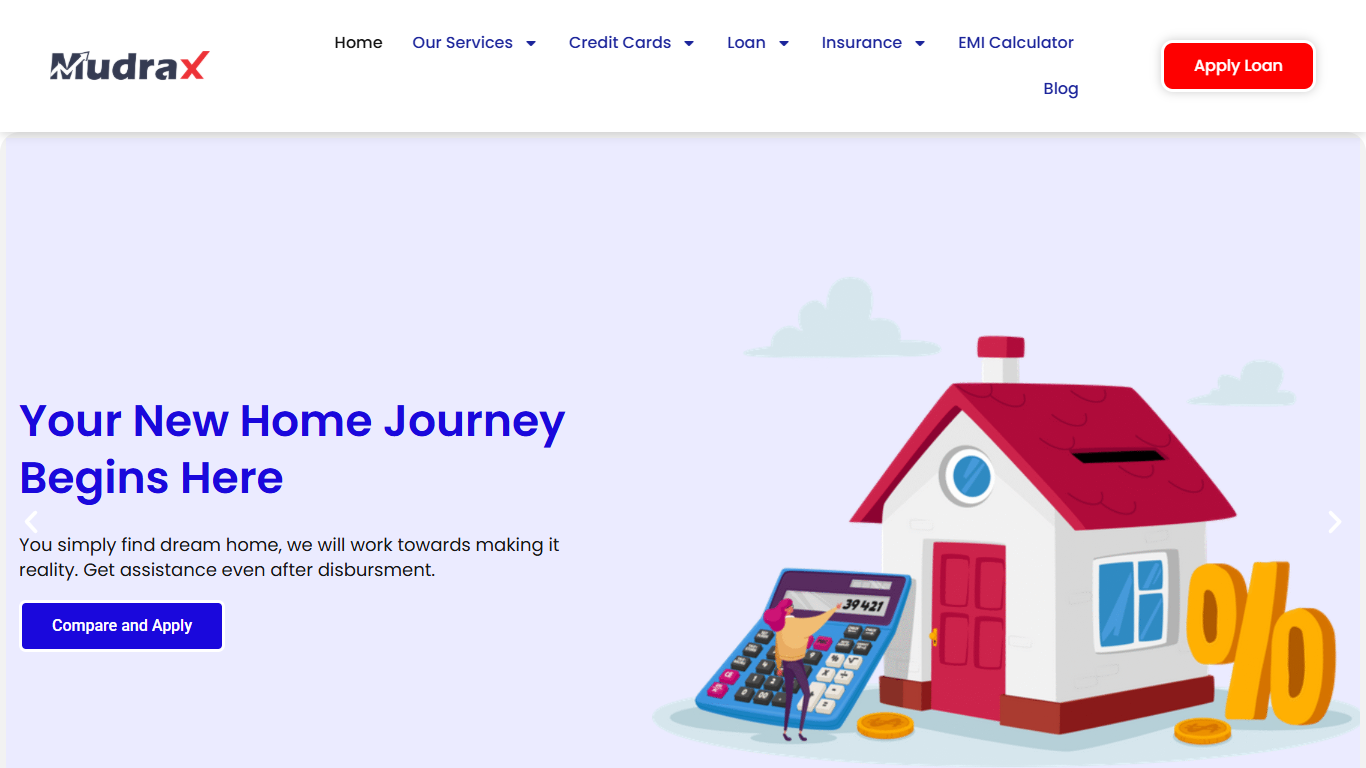 MudraX
Home Our Services Credit Cards Loan Insurance EMI Calculator
Blog
Apply Loan
Your New Home Journey
Begins Here
You simply find dream home, we will work towards making it
reality. Get assistance even after disbursment.
Compare and Apply
39 421
%